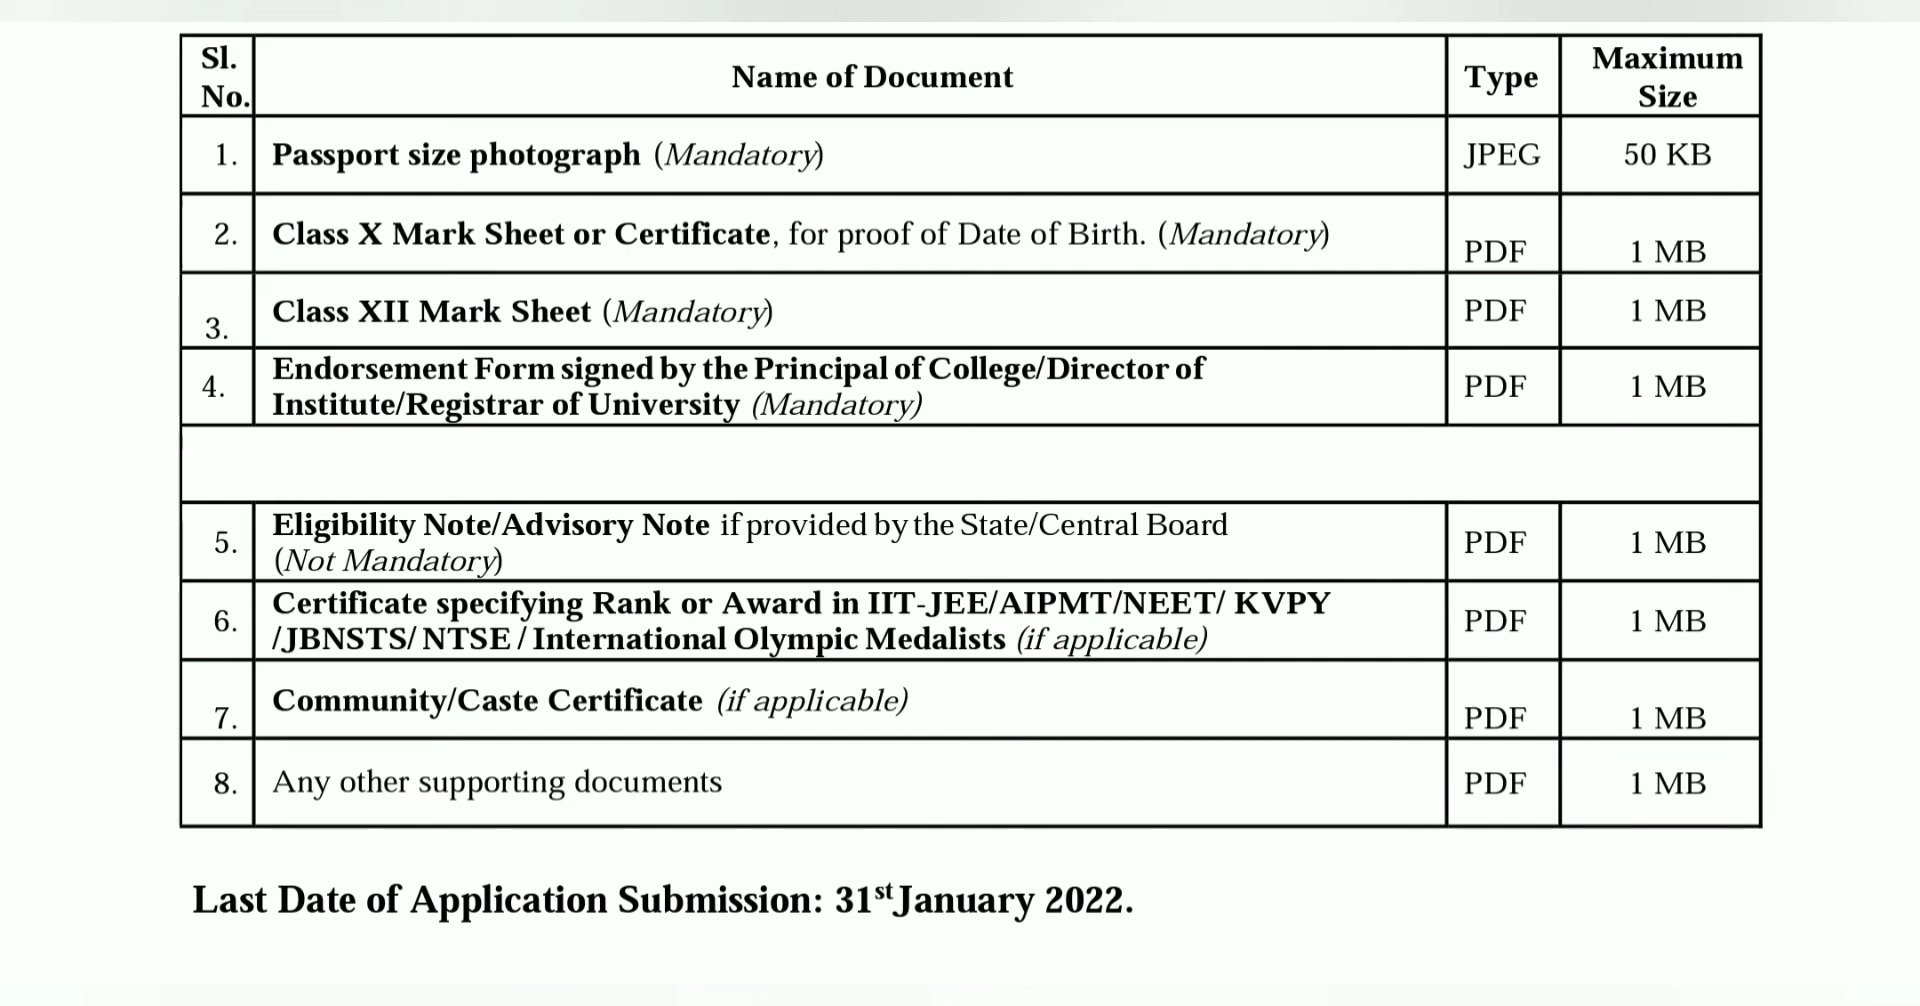 Sl. No. Name of Document Type Maximum Size
1. Passport size photograph (Mandatory) JPEG 50 KB
2. Class X Mark Sheet or Certificate, for proof of Date of Birth. (Mandatory) PDF 1 MB
3. Class XII Mark Sheet (Mandatory) PDF 1 MB
4. Endorsement Form signed by the Principal of College/Director of
Institute/Registrar of University (Mandatory) PDF 1 MB
5. Eligibility Note/Advisory Note if provided by the State/Central Board
(Not Mandatory) PDF 1 MB
6. Certificate specifying Rank or Award in IIT-JEE/AIPMT/NEET/ KVPY
/JBNSTS/ NTSE / International Olympic Medalists (if applicable) PDF 1 MB
7. Community/Caste Certificate (if applicable) PDF 1 MB
8. Any other supporting documents PDF 1 MB
Last Date of Application Submission: 31st January 2022.